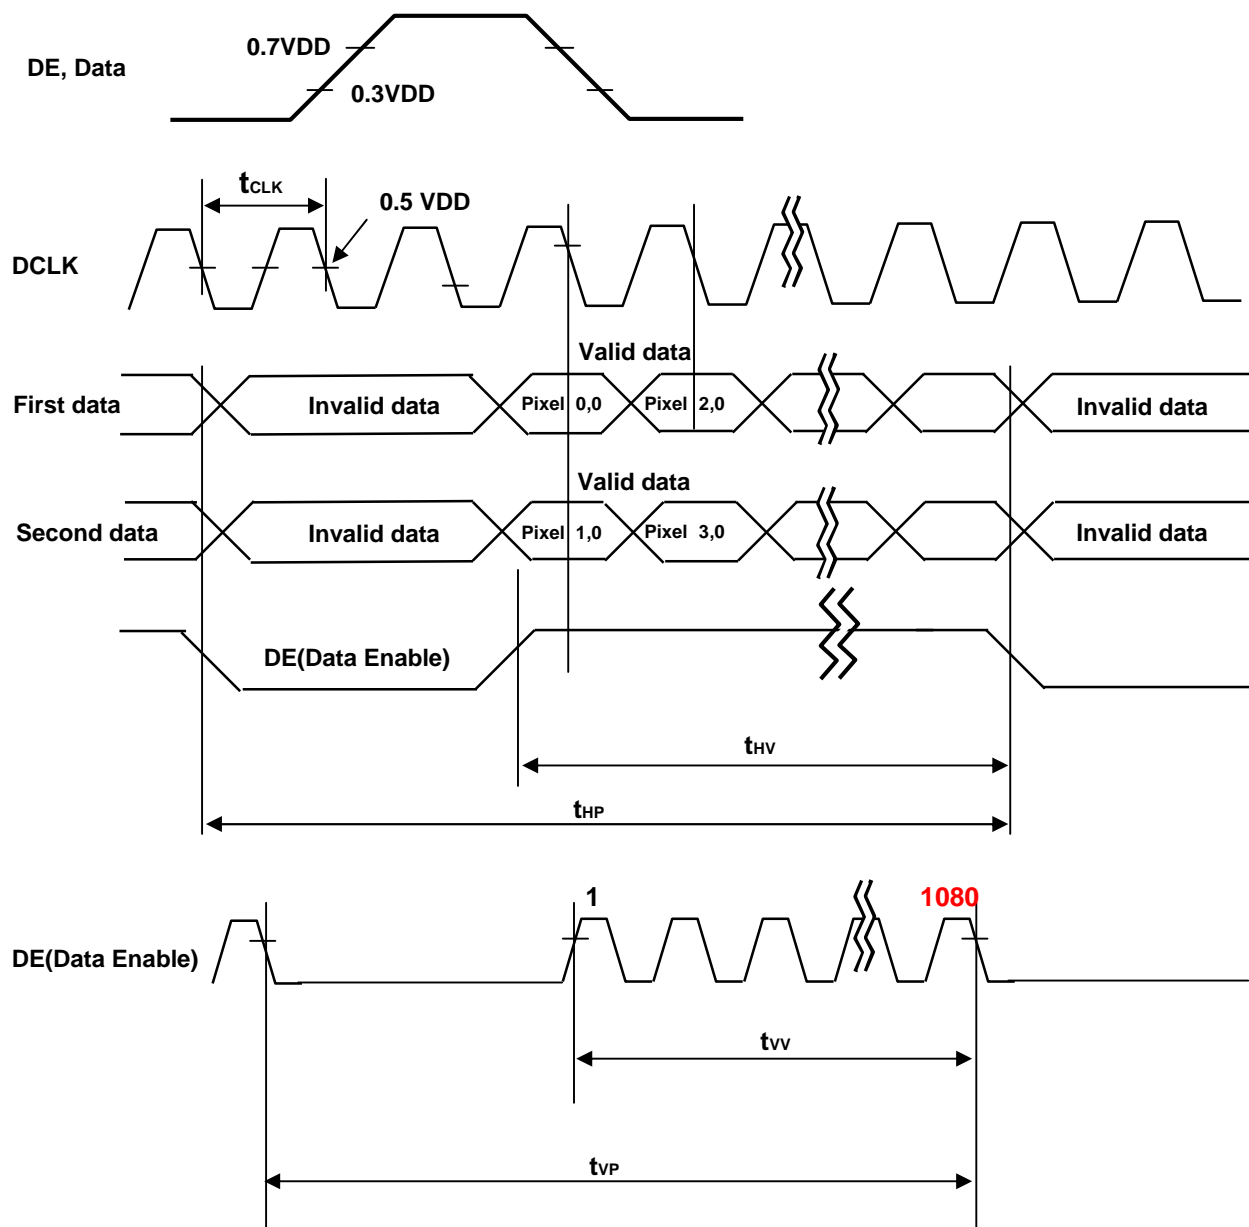 0.7VDD
DE, Data
0.3VDD
tCLK
0.5 VDD
DCLK
Valid data
First data
Invalid data
Pixel 0,0
Pixel 2,0
Invalid data
Valid data
Second data
Invalid data
Pixel 1,0
Pixel 3,0
Invalid data
DE(Data Enable)
tHV
tHP
1
1080
DE(Data Enable)
tVV
tVP